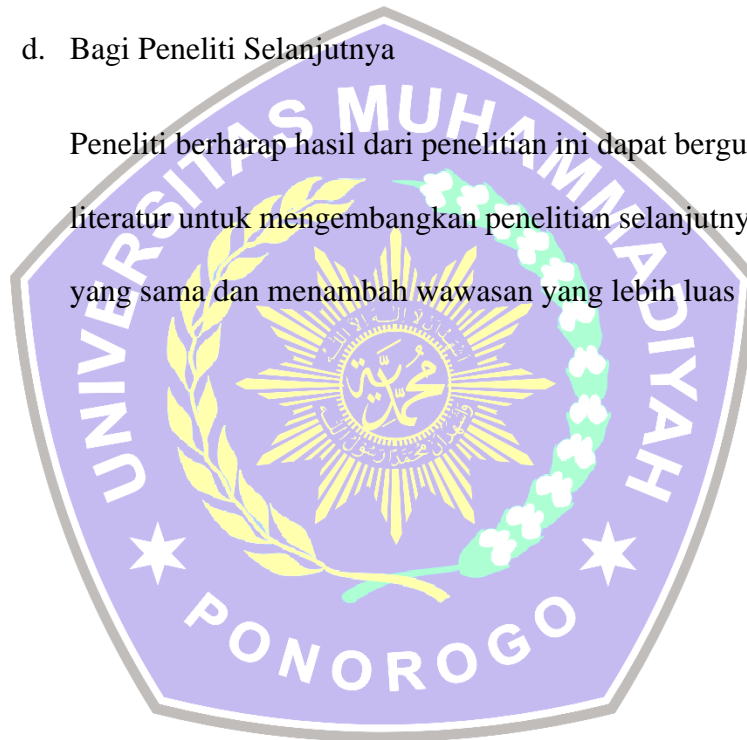 d. Bagi Peneliti Selanjutnya
Peneliti berharap hasil dari penelitian ini dapat bergu
literatur untuk mengembangkan penelitian selanjutny
yang sama dan menambah wawasan yang lebih luas
UNIVERSITAS MUHAMMADIYAH
PONOROGO